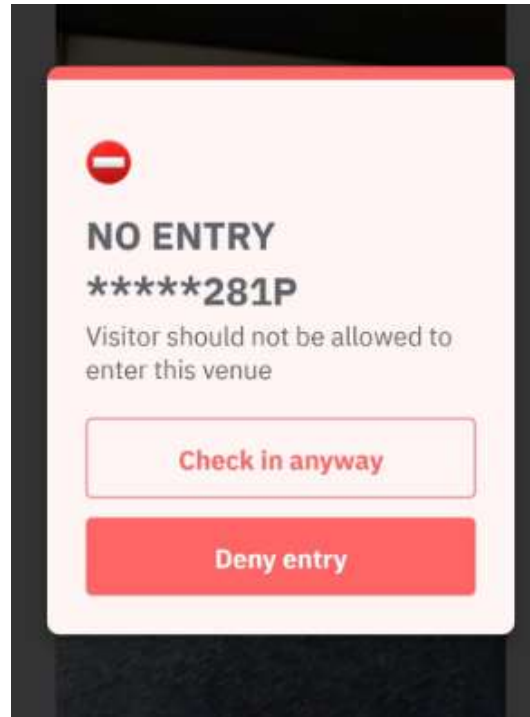 NO ENTRY
*****281P
Visitor should not be allowed to
enter this venue
Check in anyway
Deny entry